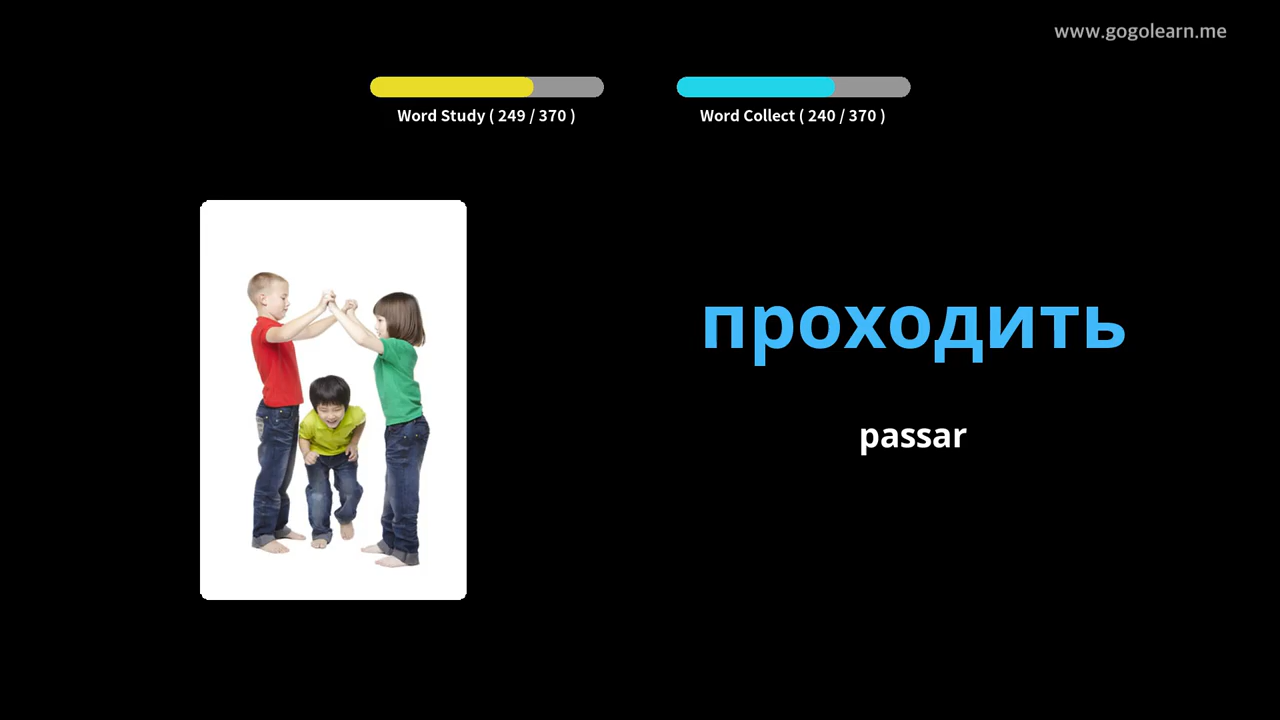 www.gogolearn.me
Word Study ( 249 / 370 )
Word Collect ( 240 / 370 )
проходить
passar